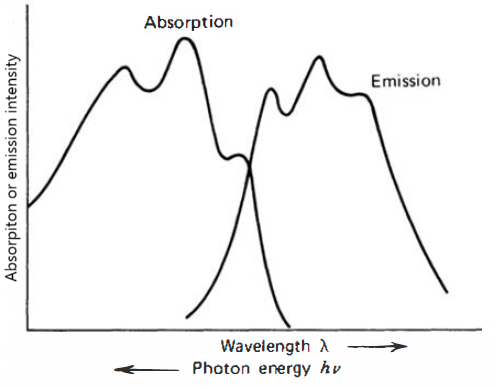 Absorption
Emission
Absorpiton or emission intensity
Wavelength λ
Photon energy hν